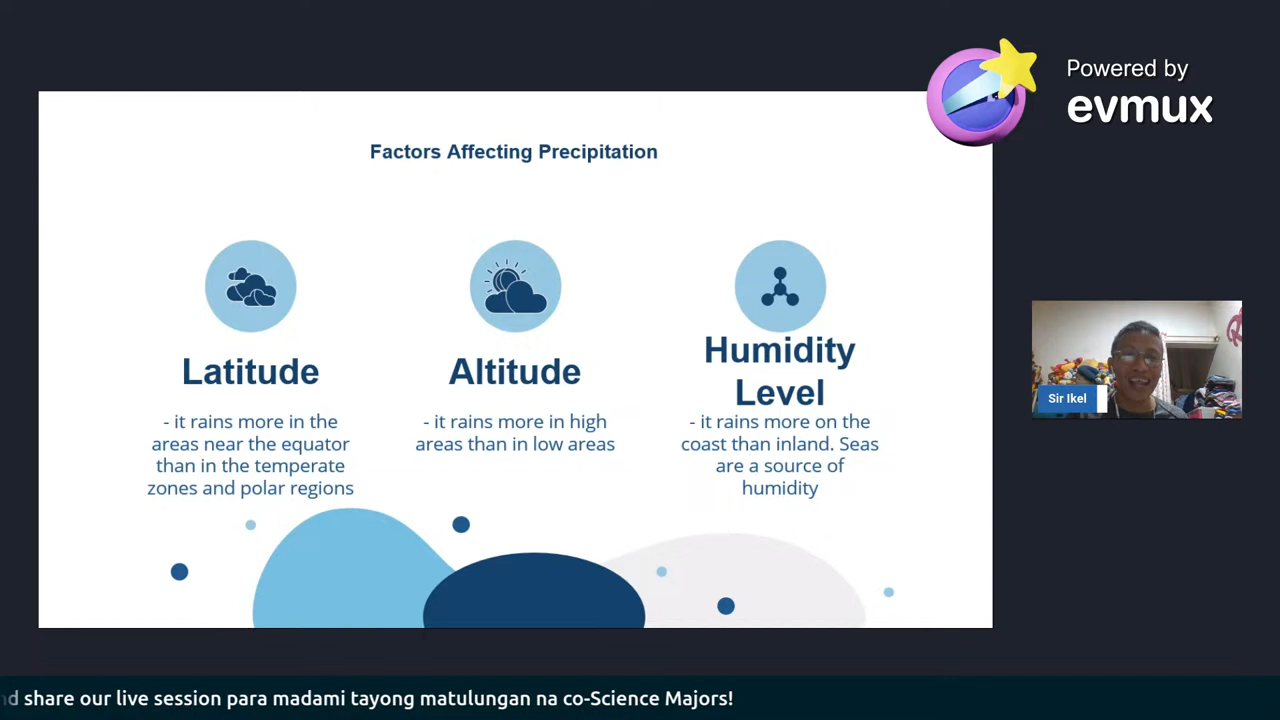 Powered by
evmux
Factors Affecting Precipitation
Latitude
- it rains more in the
areas near the equator
than in the temperate
zones and polar regions
Altitude
- it rains more in high
areas than in low areas
Humidity
Level
- it rains more on the
coast than inland. Seas
are a source of
humidity
Sir Ikel
share our live session para madami tayong matulungan na co-Science Majors!